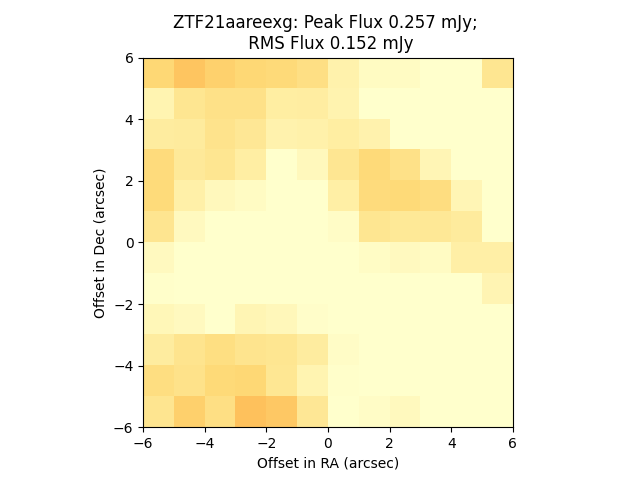 ZTF21aareexg: Peak Flux 0.257 mJy;
RMS Flux 0.152 mJy
6
4
2
0
−2
−4
−6
Offset in Dec (arcsec)
−6 −4 −2 0 2 4 6
Offset in RA (arcsec)